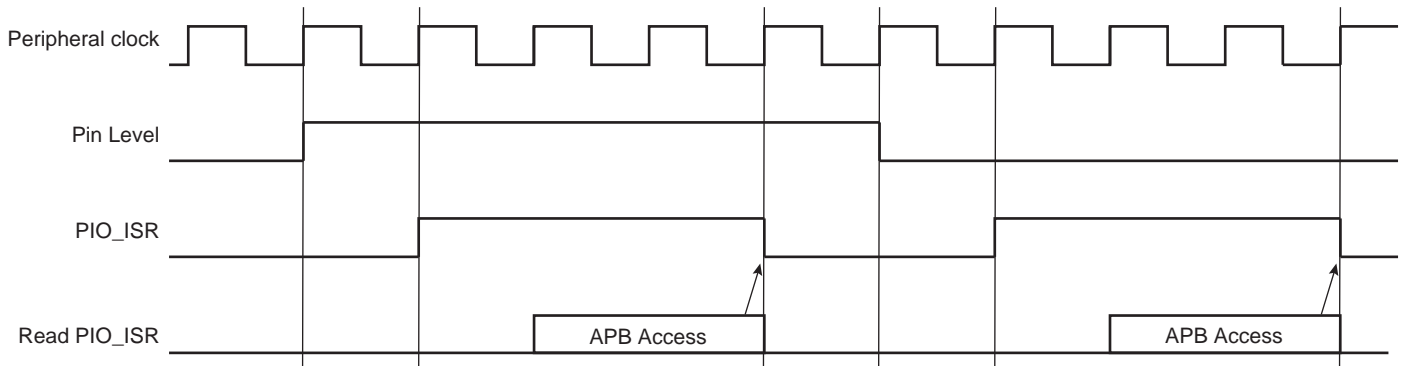 Peripheral clock
Pin Level
PIO_ISR
Read PIO_ISR
APB Access
APB Access